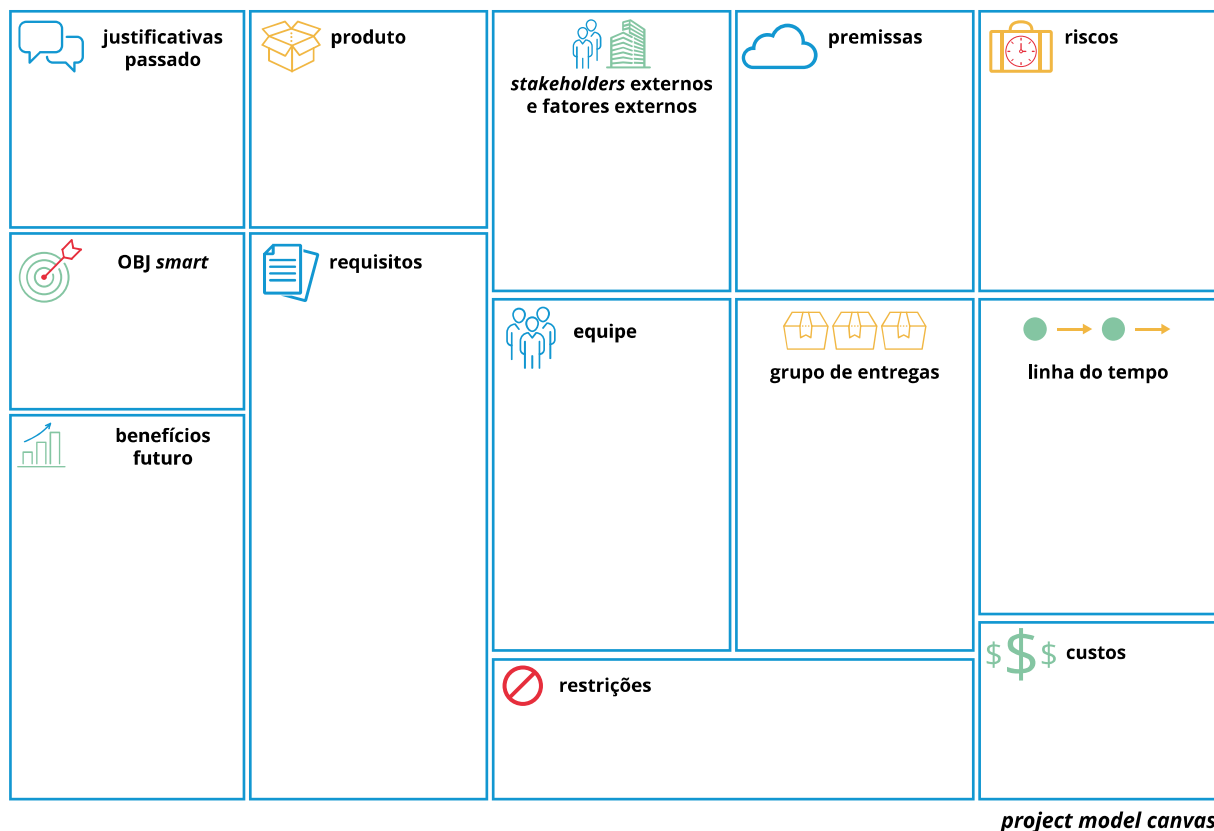 justificativas
passado
produto
stakeholders externos
e fatores externos
premissas
riscos
OBJ smart
requisitos
equipe
grupo de entregas
linha do tempo
benefícios
futuro
$$$ custos
restrições
project model canvas